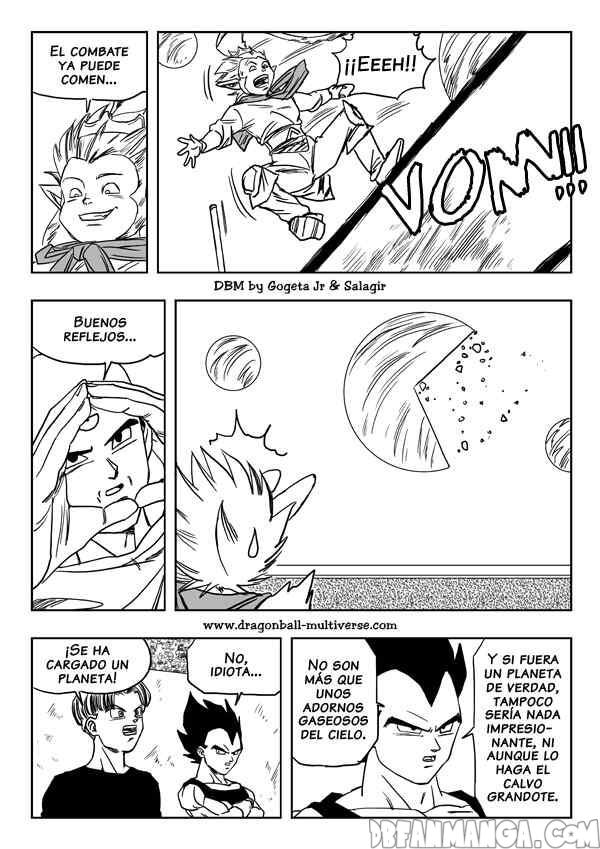 EL COMBATE
YA PUEDE
COMEN...
¡¡EEEH!!
VOM!!!...
DBM by Gogeta Jr & Salagir
BUENOS
REFLEJOS...
www.dragonball-multiverse.com
¡SE HA
CARGADO UN
PLANETA!
NO,
IDIOTA...
NO SON
MÁS QUE
UNOS
ADORNOS
GASEOSOS
DEL CIELO.
Y SI FUERA
UN PLANETA
DE VERDAD,
TAMPOCO
SERÍA NADA
IMPRESIO-
NANTE, NI
AUNQUE LO
HAGA EL
CALVO
GRANDOTE.
DBFANMANGA.COM